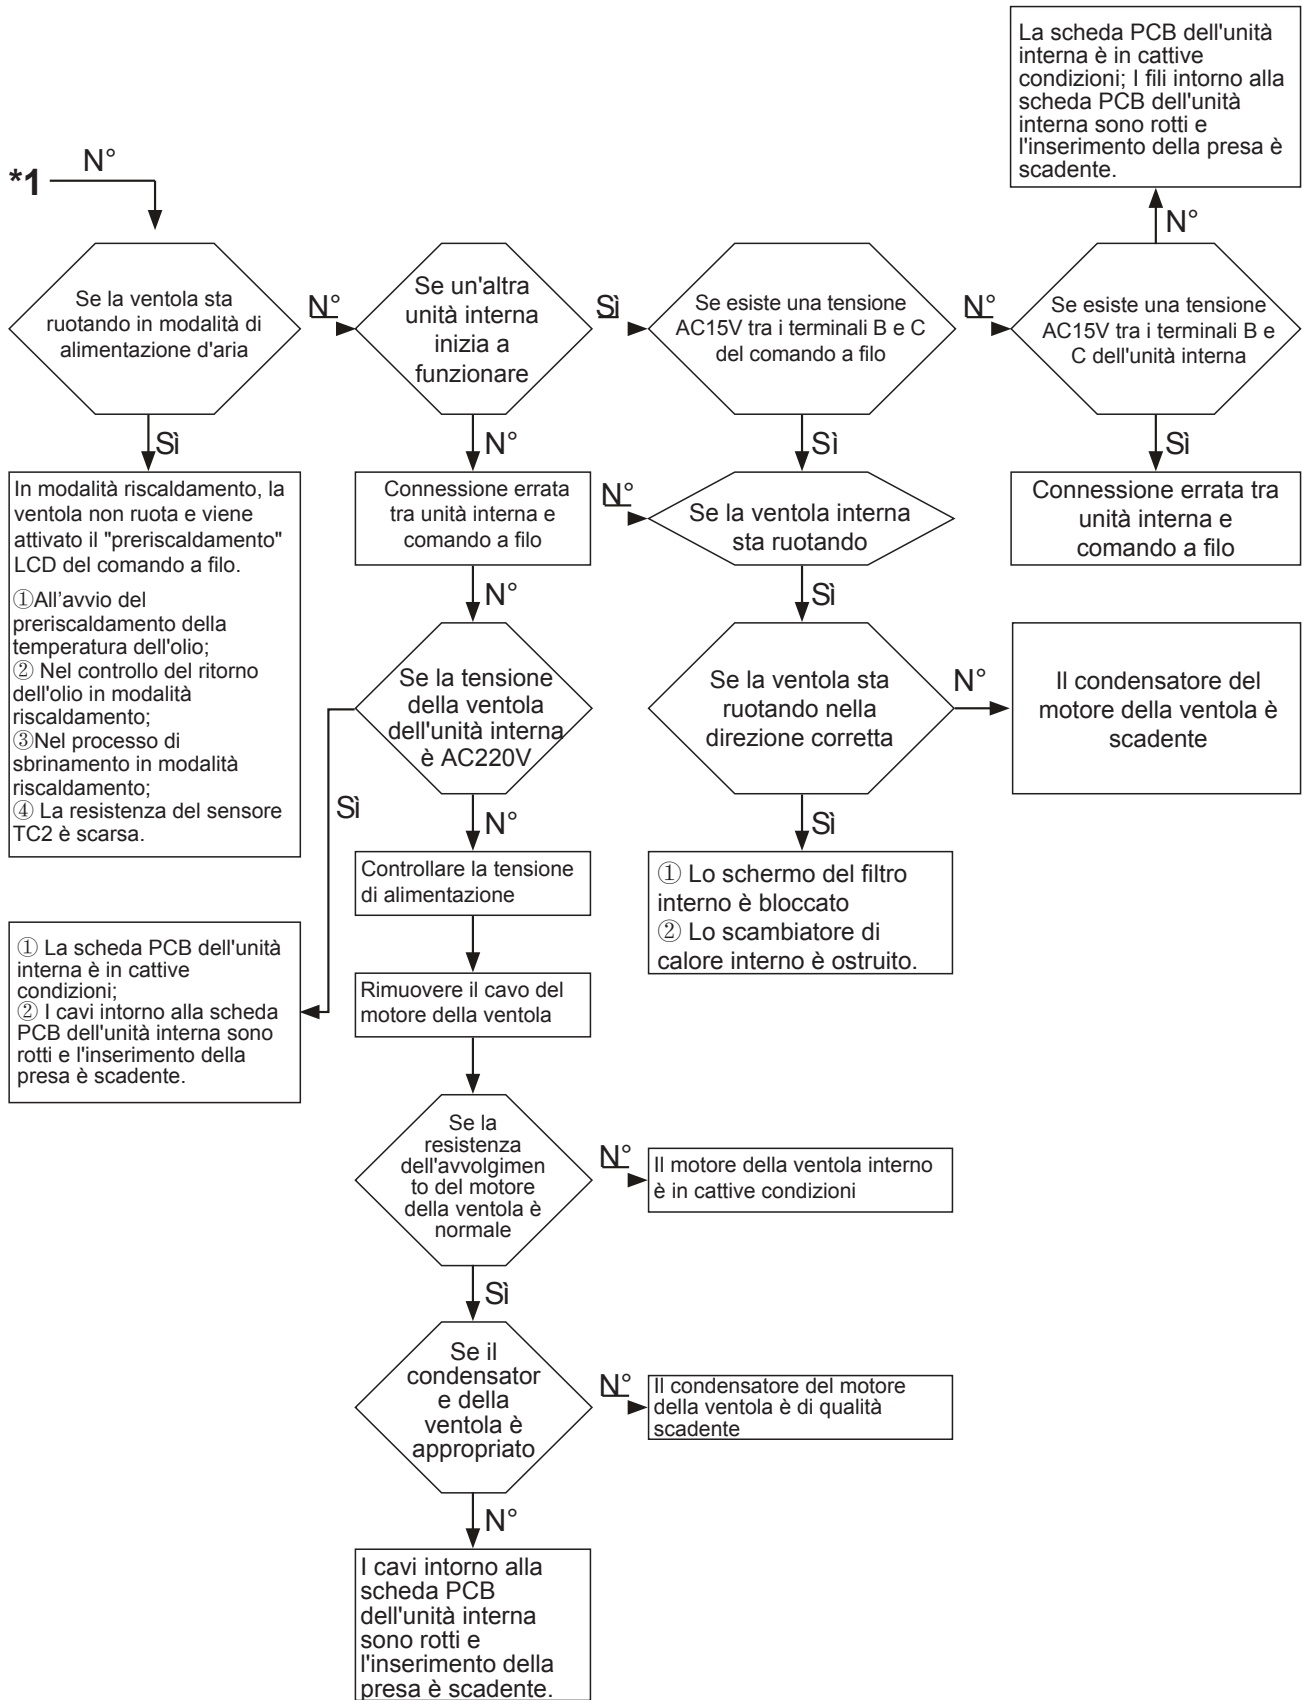 La scheda PCB dell'unità
interna è in cattive
condizioni; I fili intorno alla
scheda PCB dell'unità
interna sono rotti e
l'inserimento della presa è
scadente.
*1
N°
N°
Se la ventola sta
ruotando in modalità di
alimentazione d'aria
N°
Se un'altra
unità interna
inizia a
funzionare
Sì
Se esiste una tensione
AC15V tra i terminali B e C
del comando a filo
N°
Se esiste una tensione
AC15V tra i terminali B e
C dell'unità interna
Sì
N°
Sì
Sì
In modalità riscaldamento, la
ventola non ruota e viene
attivato il "preriscaldamento"
LCD del comando a filo.
①All'avvio del
preriscaldamento della
temperatura dell'olio;
② Nel controllo del ritorno
dell'olio in modalità
riscaldamento;
③Nel processo di
sbrinamento in modalità
riscaldamento;
④ La resistenza del sensore
TC2 è scarsa.
Connessione errata
tra unità interna e
comando a filo
N°
Se la ventola interna
sta ruotando
Connessione errata tra
unità interna e
comando a filo
N°
Sì
Se la tensione
della ventola
dell'unità interna
è AC220V
Se la ventola sta
ruotando nella
direzione corretta
N°
Il condensatore del
motore della ventola è
scadente
Sì
N°
Sì
Controllare la tensione
di alimentazione
① Lo schermo del filtro
interno è bloccato
② Lo scambiatore di
calore interno è ostruito.
① La scheda PCB dell'unità
interna è in cattive
condizioni;
② I cavi intorno alla scheda
PCB dell'unità interna sono
rotti e l'inserimento della
presa è scadente.
Rimuovere il cavo del
motore della ventola
Se la
resistenza
dell'avvolgimen
to del motore
della ventola è
normale
N°
Il motore della ventola interno
è in cattive condizioni
Sì
Se il
condensator
e della
ventola è
appropriato
N°
Il condensatore del motore
della ventola è di qualità
scadente
N°
I cavi intorno alla
scheda PCB
dell'unità interna
sono rotti e
l'inserimento della
presa è scadente.